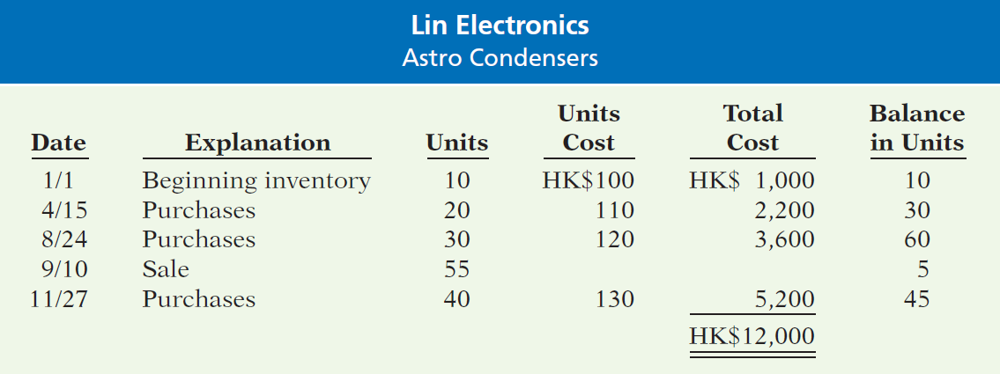 Lin Electronics
Astro Condensers
Units Total Balance
Date Explanation Units Cost Cost in Units
1/1 Beginning inventory 10 HK$100 HK$ 1,000 10
4/15 Purchases 20 110 2,200 30
8/24 Purchases 30 120 3,600 60
9/10 Sale 55 5
11/27 Purchases 40 130 5,200 45
HK$12,000